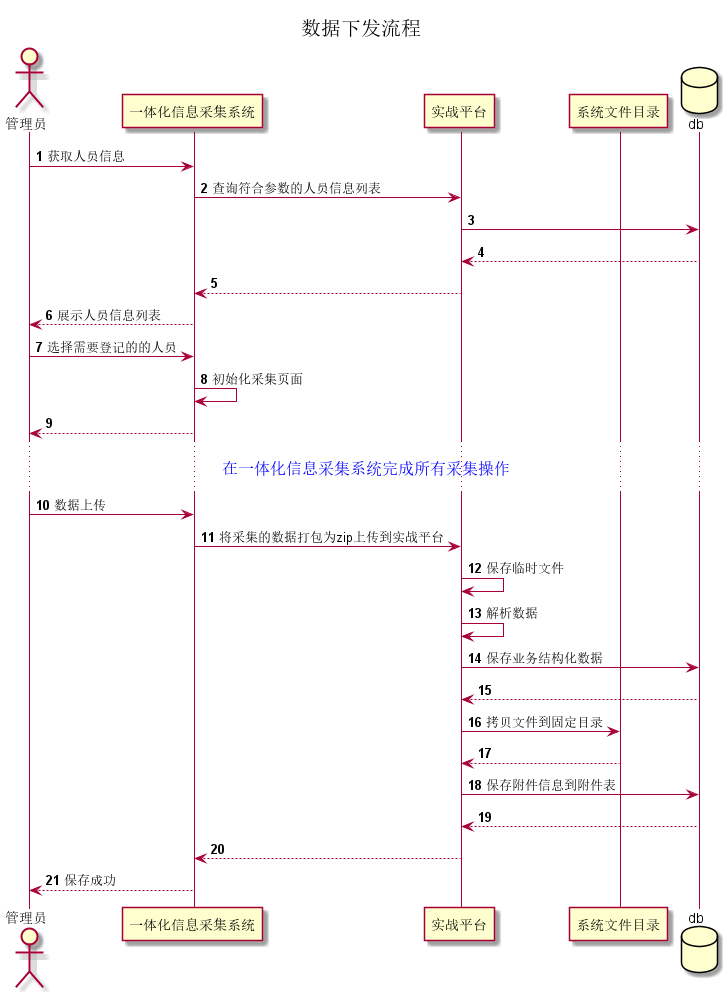 数据下发流程
管理员
一体化信息采集系统
实战平台
系统文件目录
db
1 获取人员信息
2 查询符合参数的人员信息列表
3
4
5
6 展示人员信息列表
7 选择需要登记的的人员
8 初始化采集页面
9
在一体化信息采集系统完成所有采集操作
10 数据上传
11 将采集的数据打包为zip上传到实战平台
12 保存临时文件
13 解析数据
14 保存业务结构化数据
15
16 拷贝文件到固定目录
17
18 保存附件信息到附件表
19
20
21 保存成功
管理员
一体化信息采集系统
实战平台
系统文件目录
db